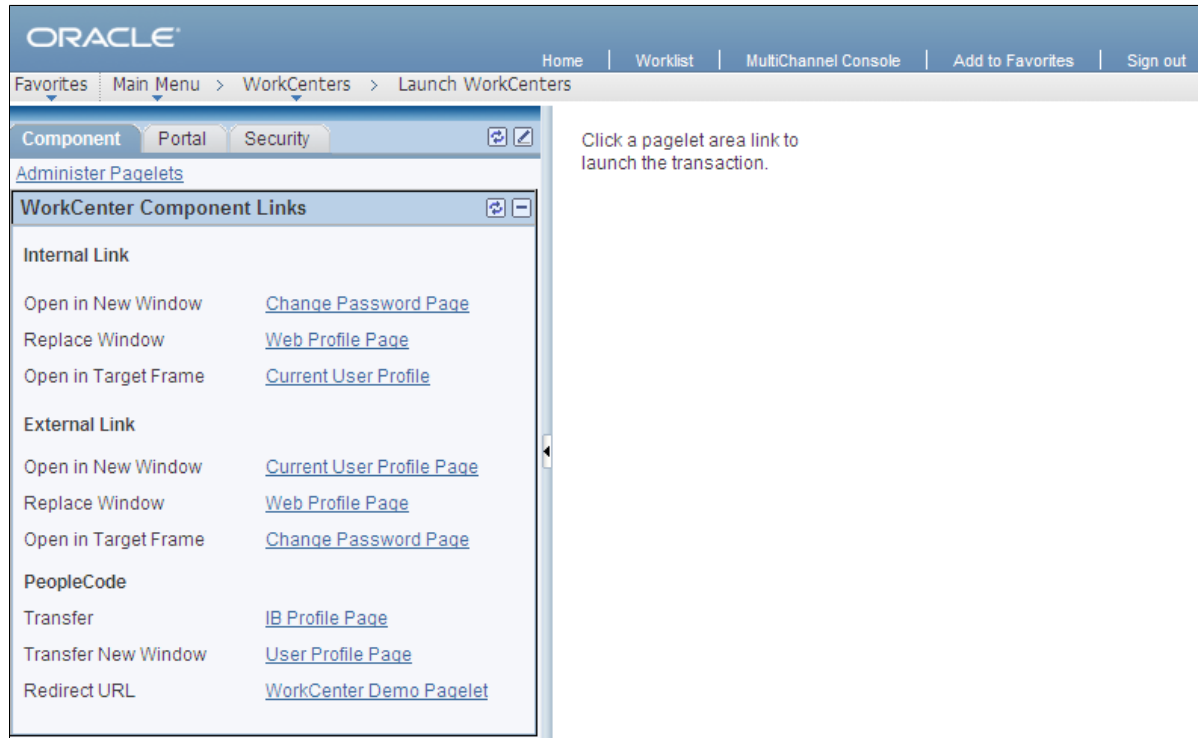 ORACLE
Home | Worklist | MultiChannel Console | Add to Favorites | Sign out
Favorites Main Menu > WorkCenters > Launch WorkCenters
Component Portal Security
Administer Pagelets
WorkCenter Component Links
Internal Link
Open in New Window Change Password Page
Replace Window Web Profile Page
Open in Target Frame Current User Profile
External Link
Open in New Window Current User Profile Page
Replace Window Web Profile Page
Open in Target Frame Change Password Page
PeopleCode
Transfer IB Profile Page
Transfer New Window User Profile Page
Redirect URL WorkCenter Demo Pagelet
Click a pagelet area link to
launch the transaction.